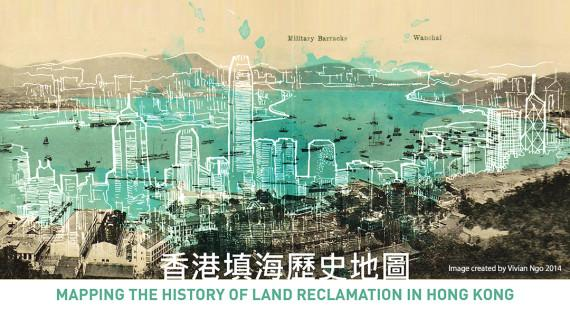 Military Barracks
Wanchai
香港填海歷史地圖
Image created by Vivian Ngo 2014
MAPPING THE HISTORY OF LAND RECLAMATION IN HONG KONG